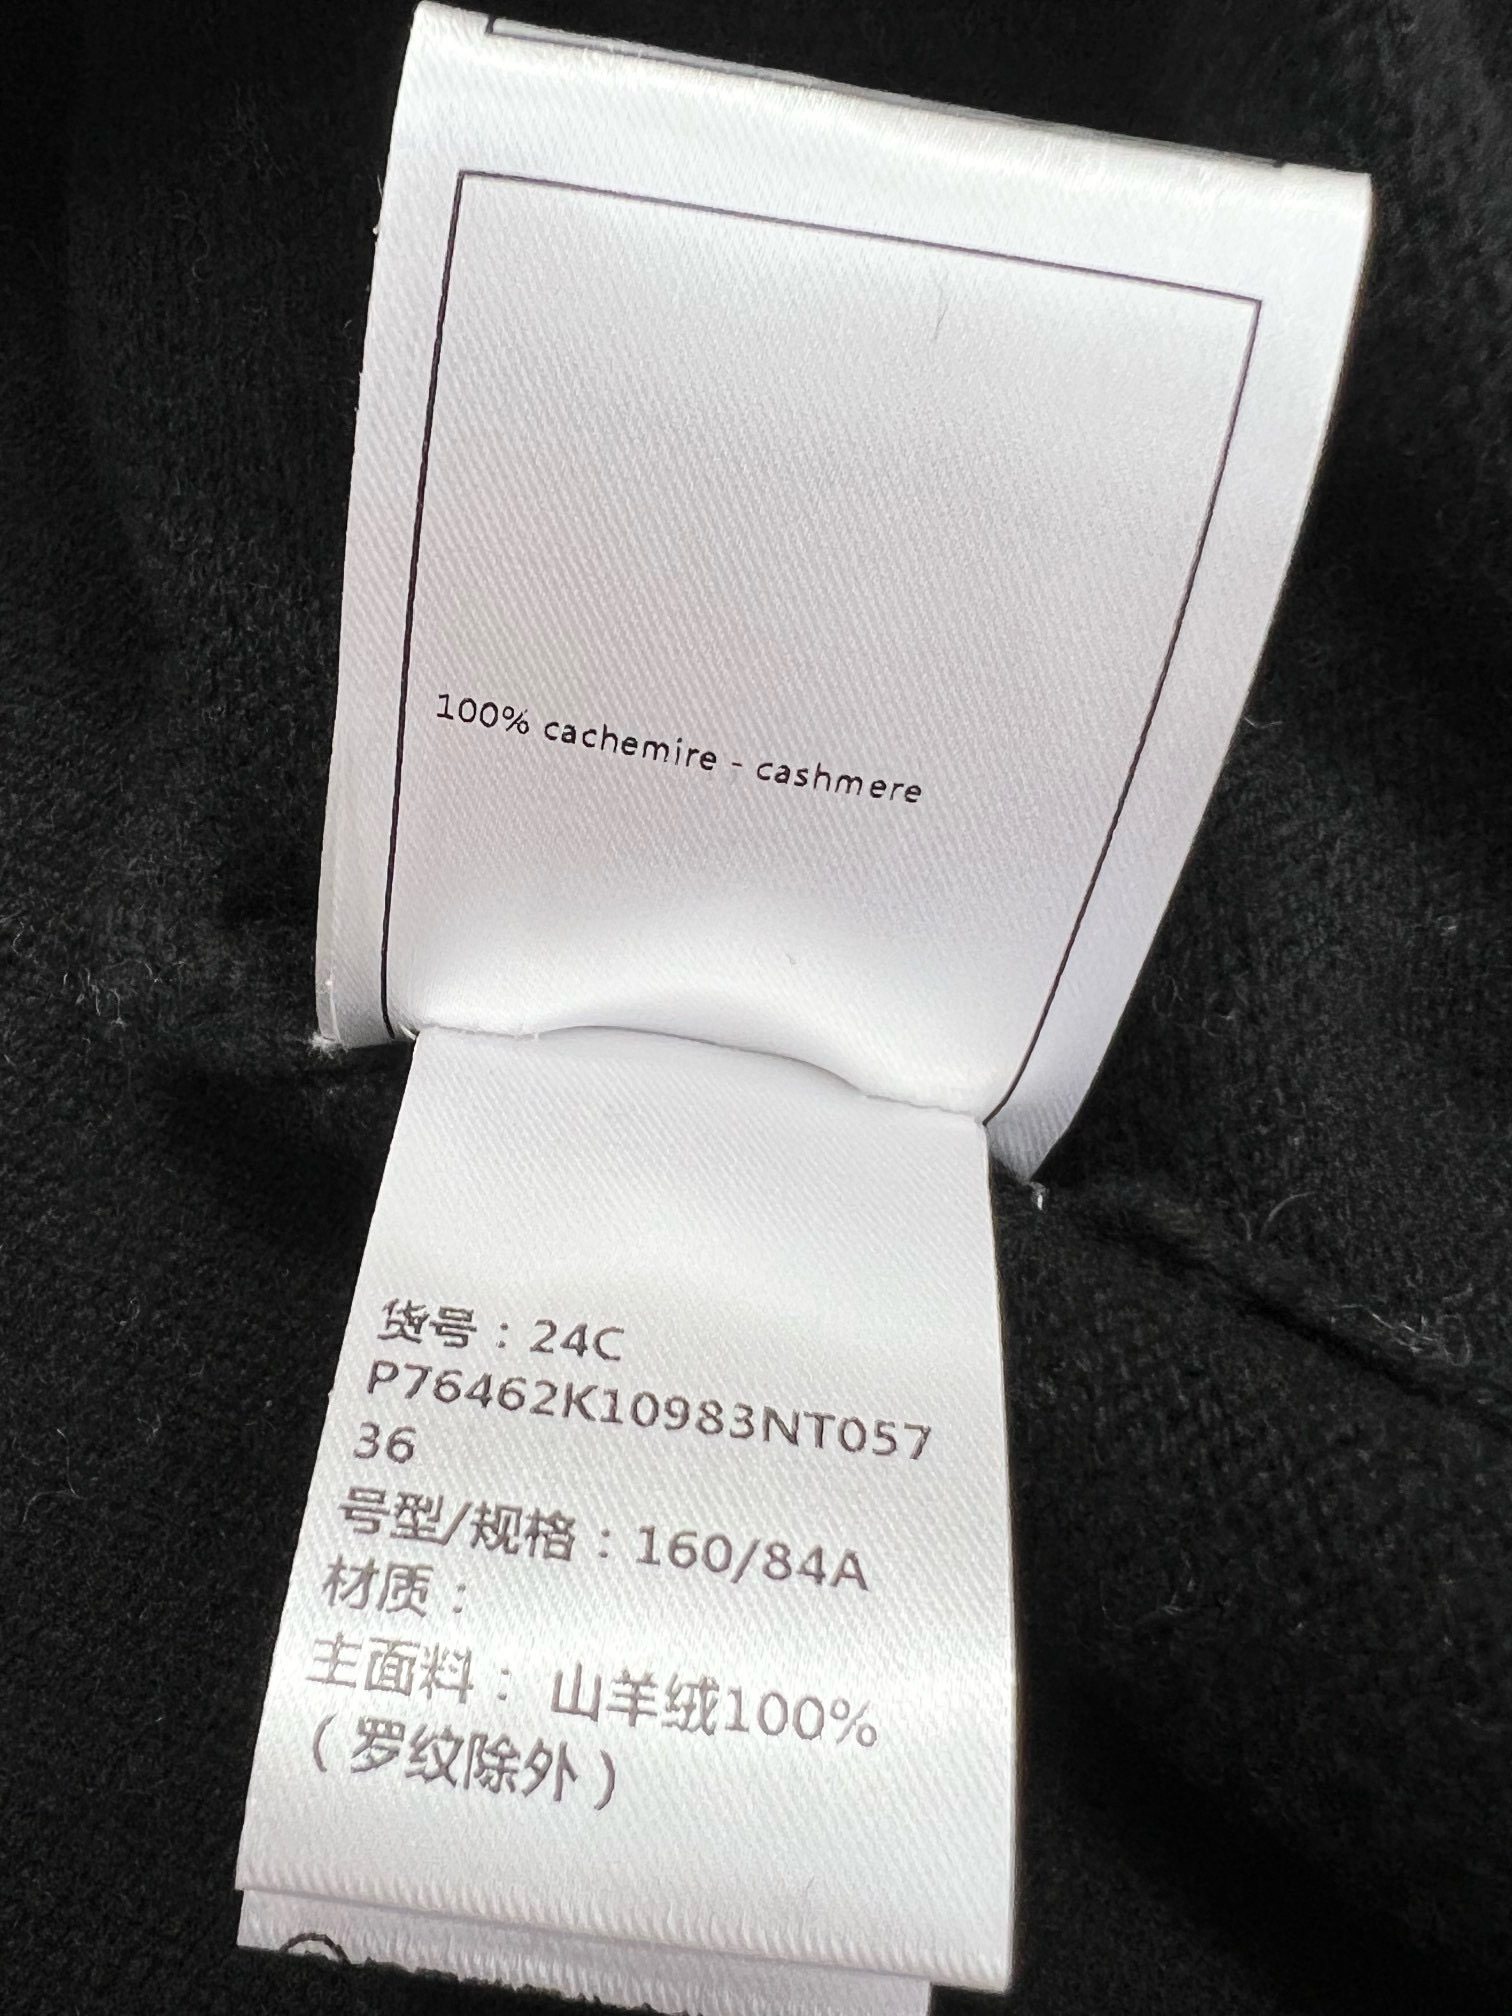 100% cachemire - cashmere
货号：24C
P76462K10983NT057
36
号型/规格：160/84A
材质：
主面料： 山羊绒100%
（罗纹除外）